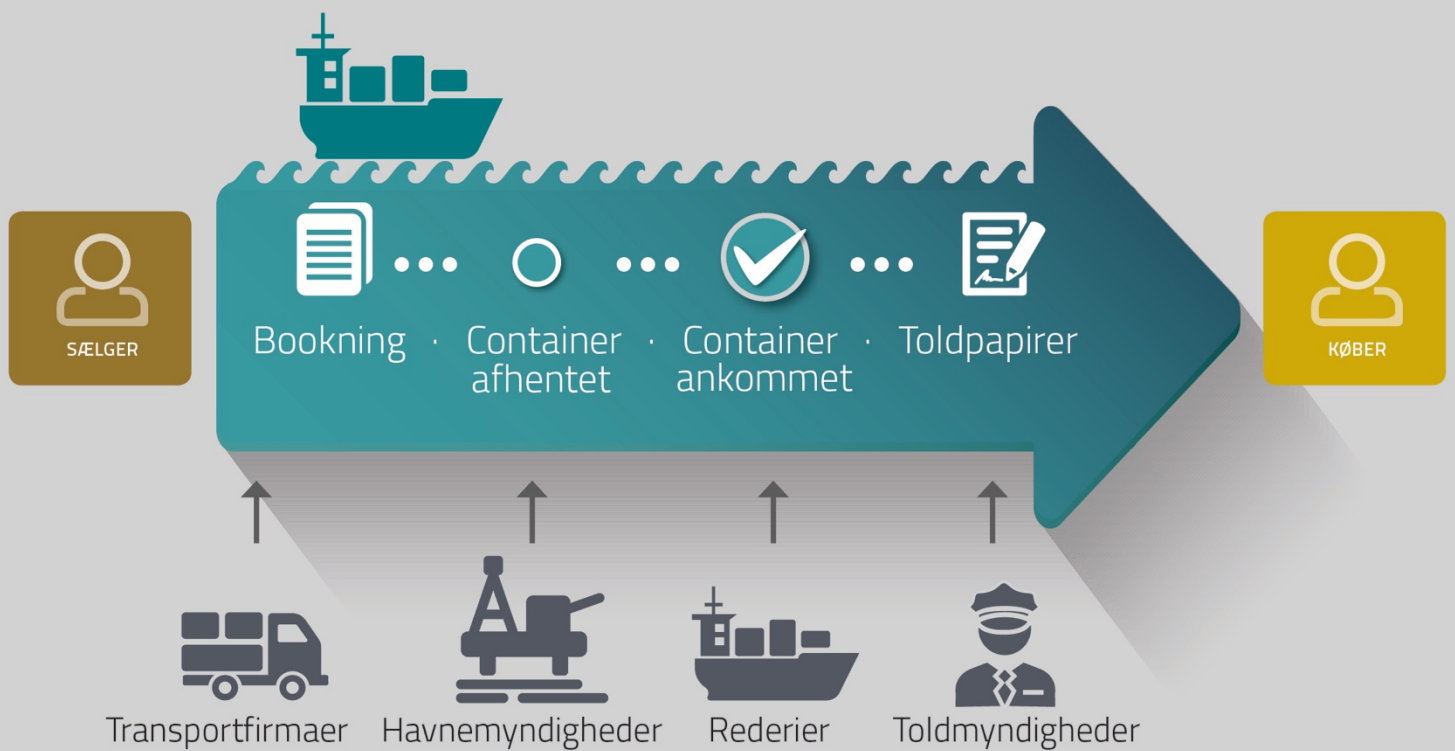 SÆLGER
Bookning · Container · Container · Toldpapirer
afhentet ankommet
KØBER
Transportfirmaer Havnemyndigheder Rederier Toldmyndigheder